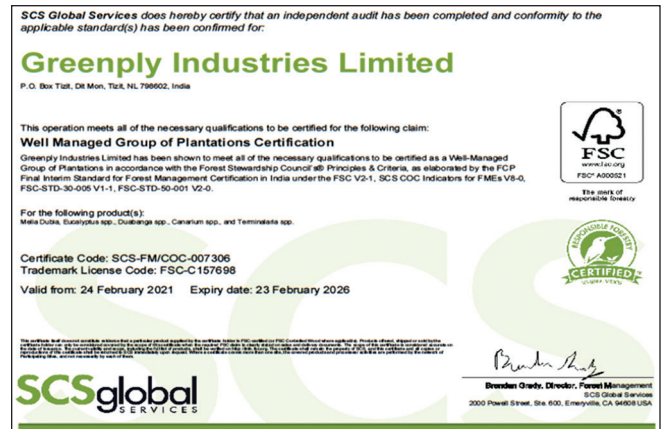 SCS Global Services does hereby certify that an independent audit has been completed and conformity to the
applicable standard(s) has been confirmed for:
Greenply Industries Limited
P.O. Box Tizit, Dit Mon, Tizit, NL 798602, India
This operation meets all of the necessary qualifications to be certified for the following claim:
Well Managed Group of Plantations Certification
Greenply Industries Limited has been shown to meet all of the necessary qualifications to be certified as a Well-Managed
Group of Plantations in accordance with the Forest Stewardship Council's® Principles & Criteria, as elaborated by the FCP
Final Interim Standard for Forest Management Certification in India under the FSC V2-1, SCS COC Indicators for FMEs V8-0,
FSC-STD-30-005 V1-1, FSC-STD-50-001 V2-0.
FSC
www.fsc.org
FSC® A000521
The mark of
responsible forestry
For the following product(s):
Melia Dubia, Eucalyptus spp., Duabanga spp., Canarium spp., and Terminalaria spp.
RESPONSIBLE FORESTRY
CERTIFIED
Certificate Code: SCS-FM/COC-007306
Trademark License Code: FSC-C157698
Valid from: 24 February 2021 Expiry date: 23 February 2026
SCSglobal
SERVICES
Brendan Grady, Director, Forest Management
SCS Global Services
2000 Powell Street, Ste. 600, Emeryville, CA 94608 USA
SCS